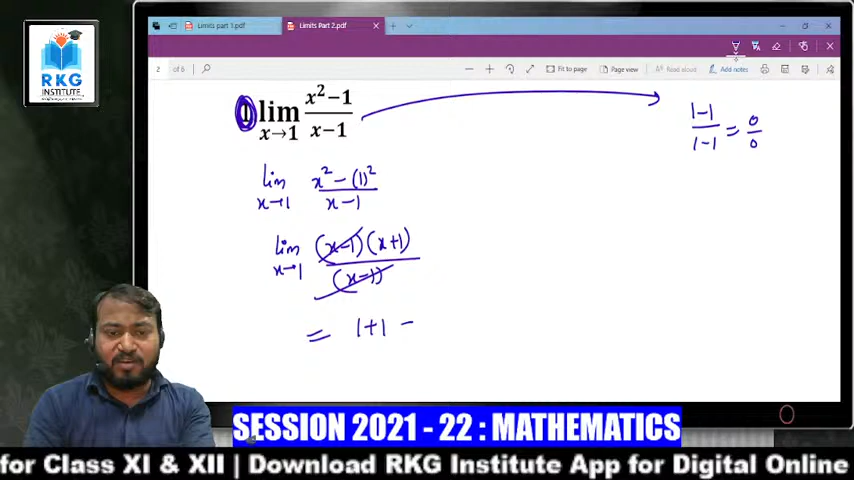 RKG
INSTITUTE
Limits part 1.pdf
Limits Part 2.pdf
2 of 6
Fit to page
Page view
Read aloud
Add notes
1 lim x→1 x²−1 / x−1
1−1 / 1−1 = 0/0
lim x→1 x² − (1)² / x − 1
lim x→1 (x−1)(x+1) / (x−1)
= 1+1 −
SESSION 2021 - 22 : MATHEMATICS
for Class XI & XII | Download RKG Institute App for Digital Online